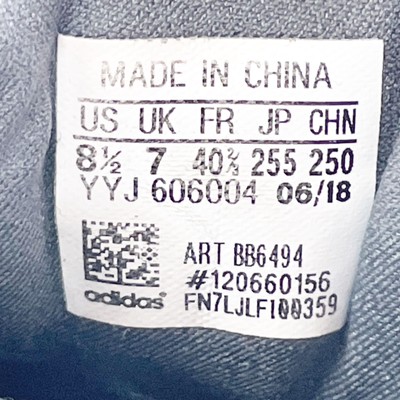 MADE IN CHINA
US UK FR JP CHN
8½ 7 40⅔ 255 250
YYJ 606004 06/18
ART BB6494
#120660156
FN7LJLFI00359
adidas